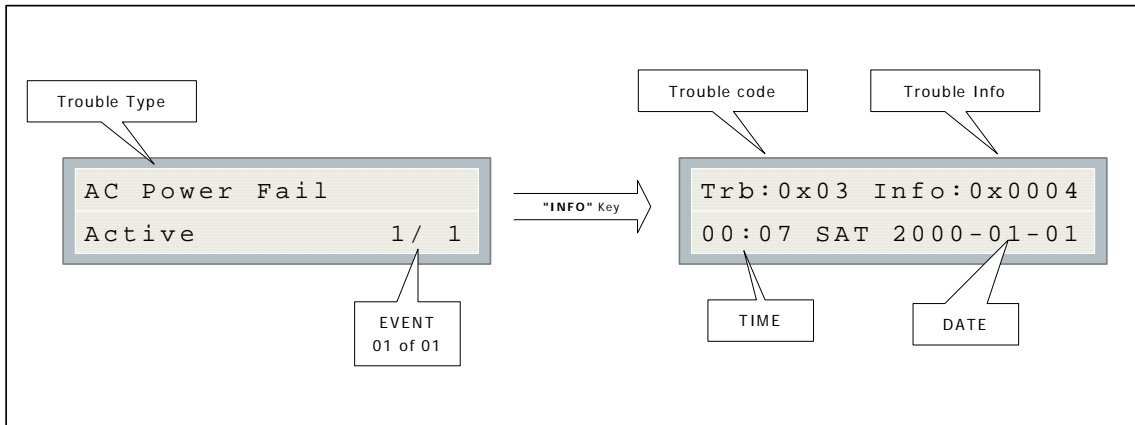 Trouble Type
AC Power Fail
Active 1/ 1
EVENT
01 of 01
"INFO" Key
Trouble code
Trouble Info
Trb:0x03 Info:0x0004
00:07 SAT 2000-01-01
TIME
DATE